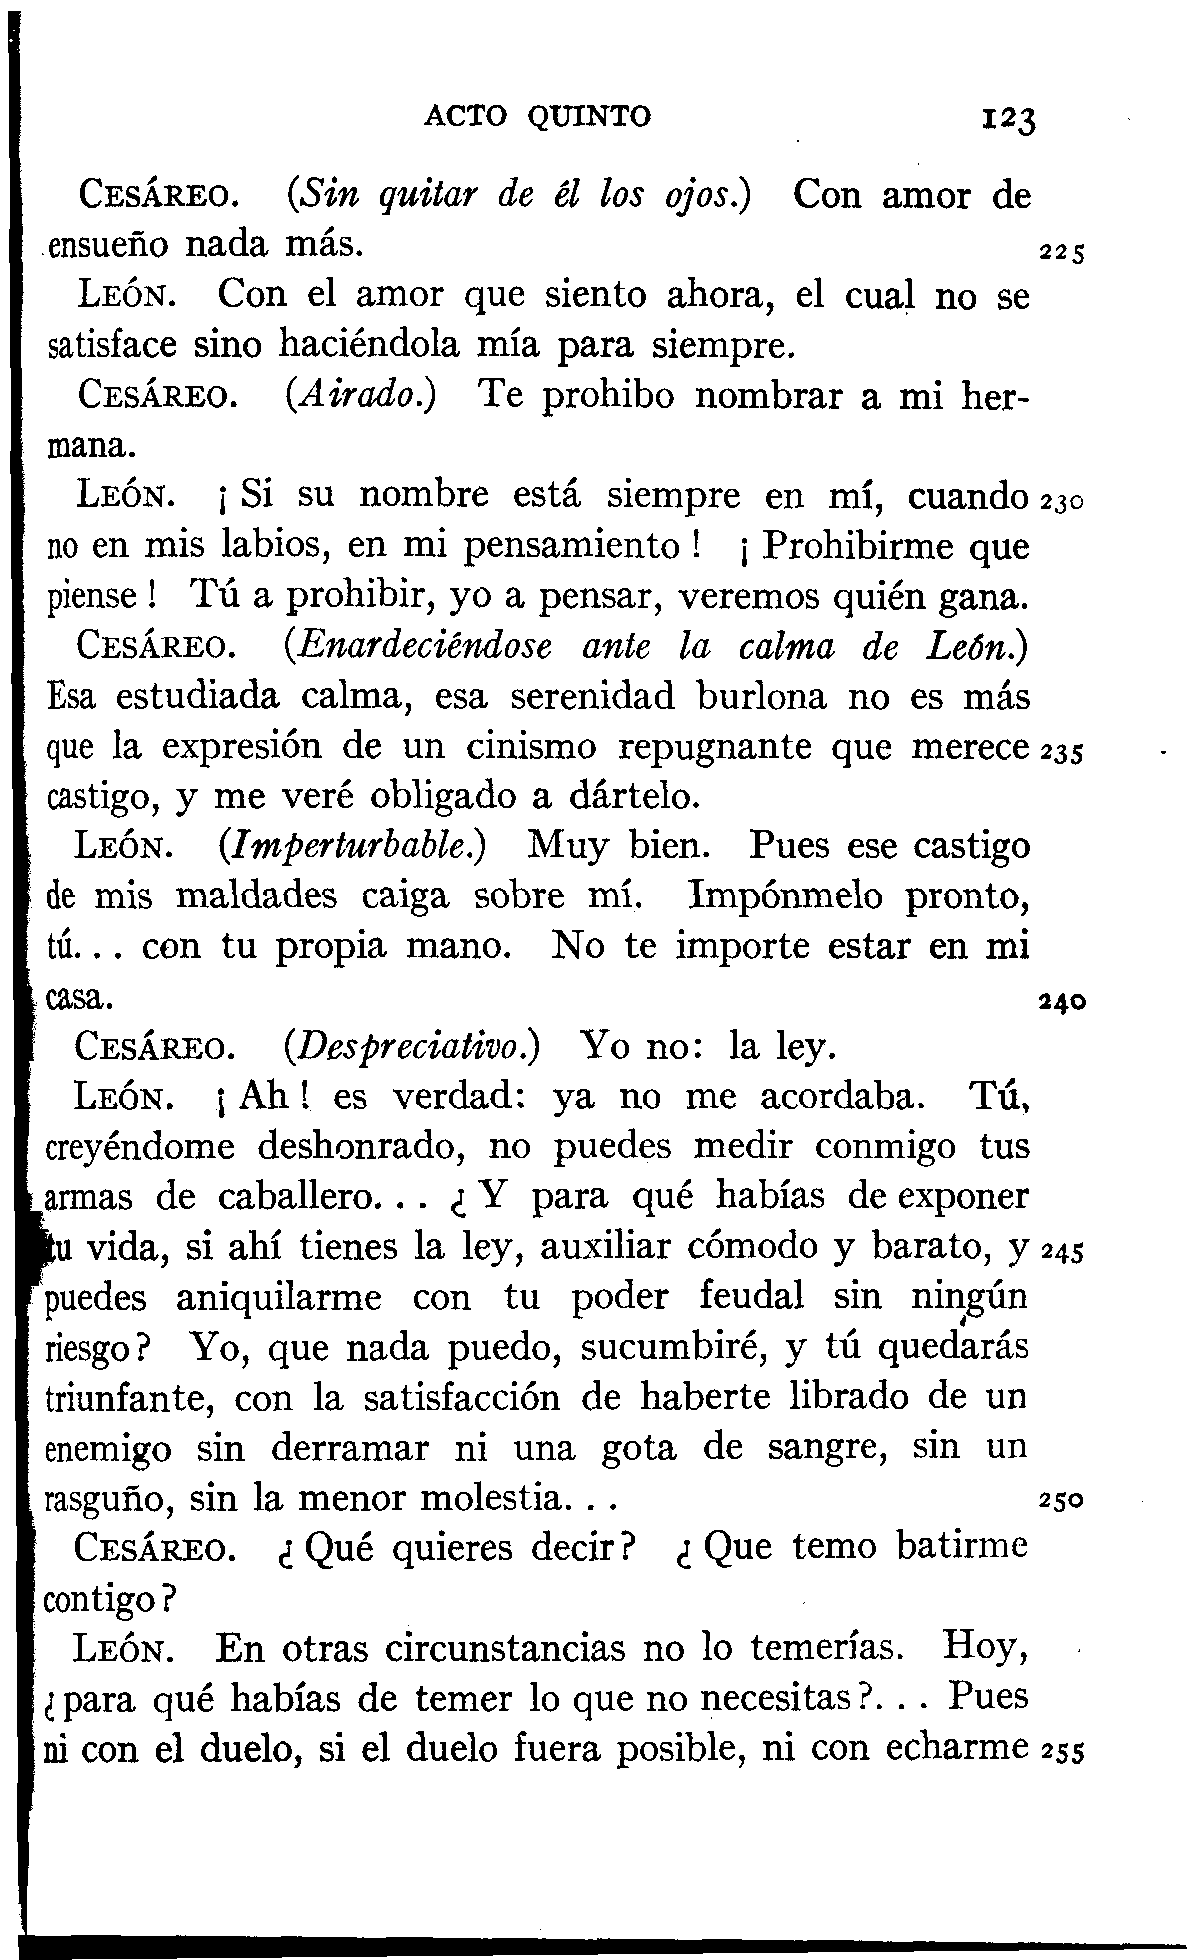 ACTO QUINTO 123
CESÁREO. (Sin quitar de él los ojos.) Con amor de
ensueño nada más. 225
LEÓN. Con el amor que siento ahora, el cual no se
satisface sino haciéndola mía para siempre.
CESÁREO. (Airado.) Te prohibo nombrar a mi her-
mana.
LEÓN. ¡ Si su nombre está siempre en mí, cuando 230
no en mis labios, en mi pensamiento ! ¡ Prohibirme que
piense ! Tú a prohibir, yo a pensar, veremos quién gana.
CESÁREO. (Enardeciéndose ante la calma de León.)
Esa estudiada calma, esa serenidad burlona no es más
que la expresión de un cinismo repugnante que merece 235
castigo, y me veré obligado a dártelo.
LEÓN. (Imperturbable.) Muy bien. Pues ese castigo
de mis maldades caiga sobre mí. Impónmelo pronto,
tú. . . con tu propia mano. No te importe estar en mi
casa. 240
CESÁREO. (Despreciativo.) Yo no: la ley.
LEÓN. ¡ Ah ! es verdad: ya no me acordaba. Tú,
creyéndome deshonrado, no puedes medir conmigo tus
armas de caballero. . . ¿ Y para qué habías de exponer
tu vida, si ahí tienes la ley, auxiliar cómodo y barato, y 245
puedes aniquilarme con tu poder feudal sin ningún
riesgo ? Yo, que nada puedo, sucumbiré, y tú quedarás
triunfante, con la satisfacción de haberte librado de un
enemigo sin derramar ni una gota de sangre, sin un
rasguño, sin la menor molestia. . . 250
CESÁREO. ¿ Qué quieres decir ? ¿ Que temo batirme
contigo ?
LEÓN. En otras circunstancias no lo temerías. Hoy,
¿ para qué habías de temer lo que no necesitas ?. . . Pues
ni con el duelo, si el duelo fuera posible, ni con echarme 255